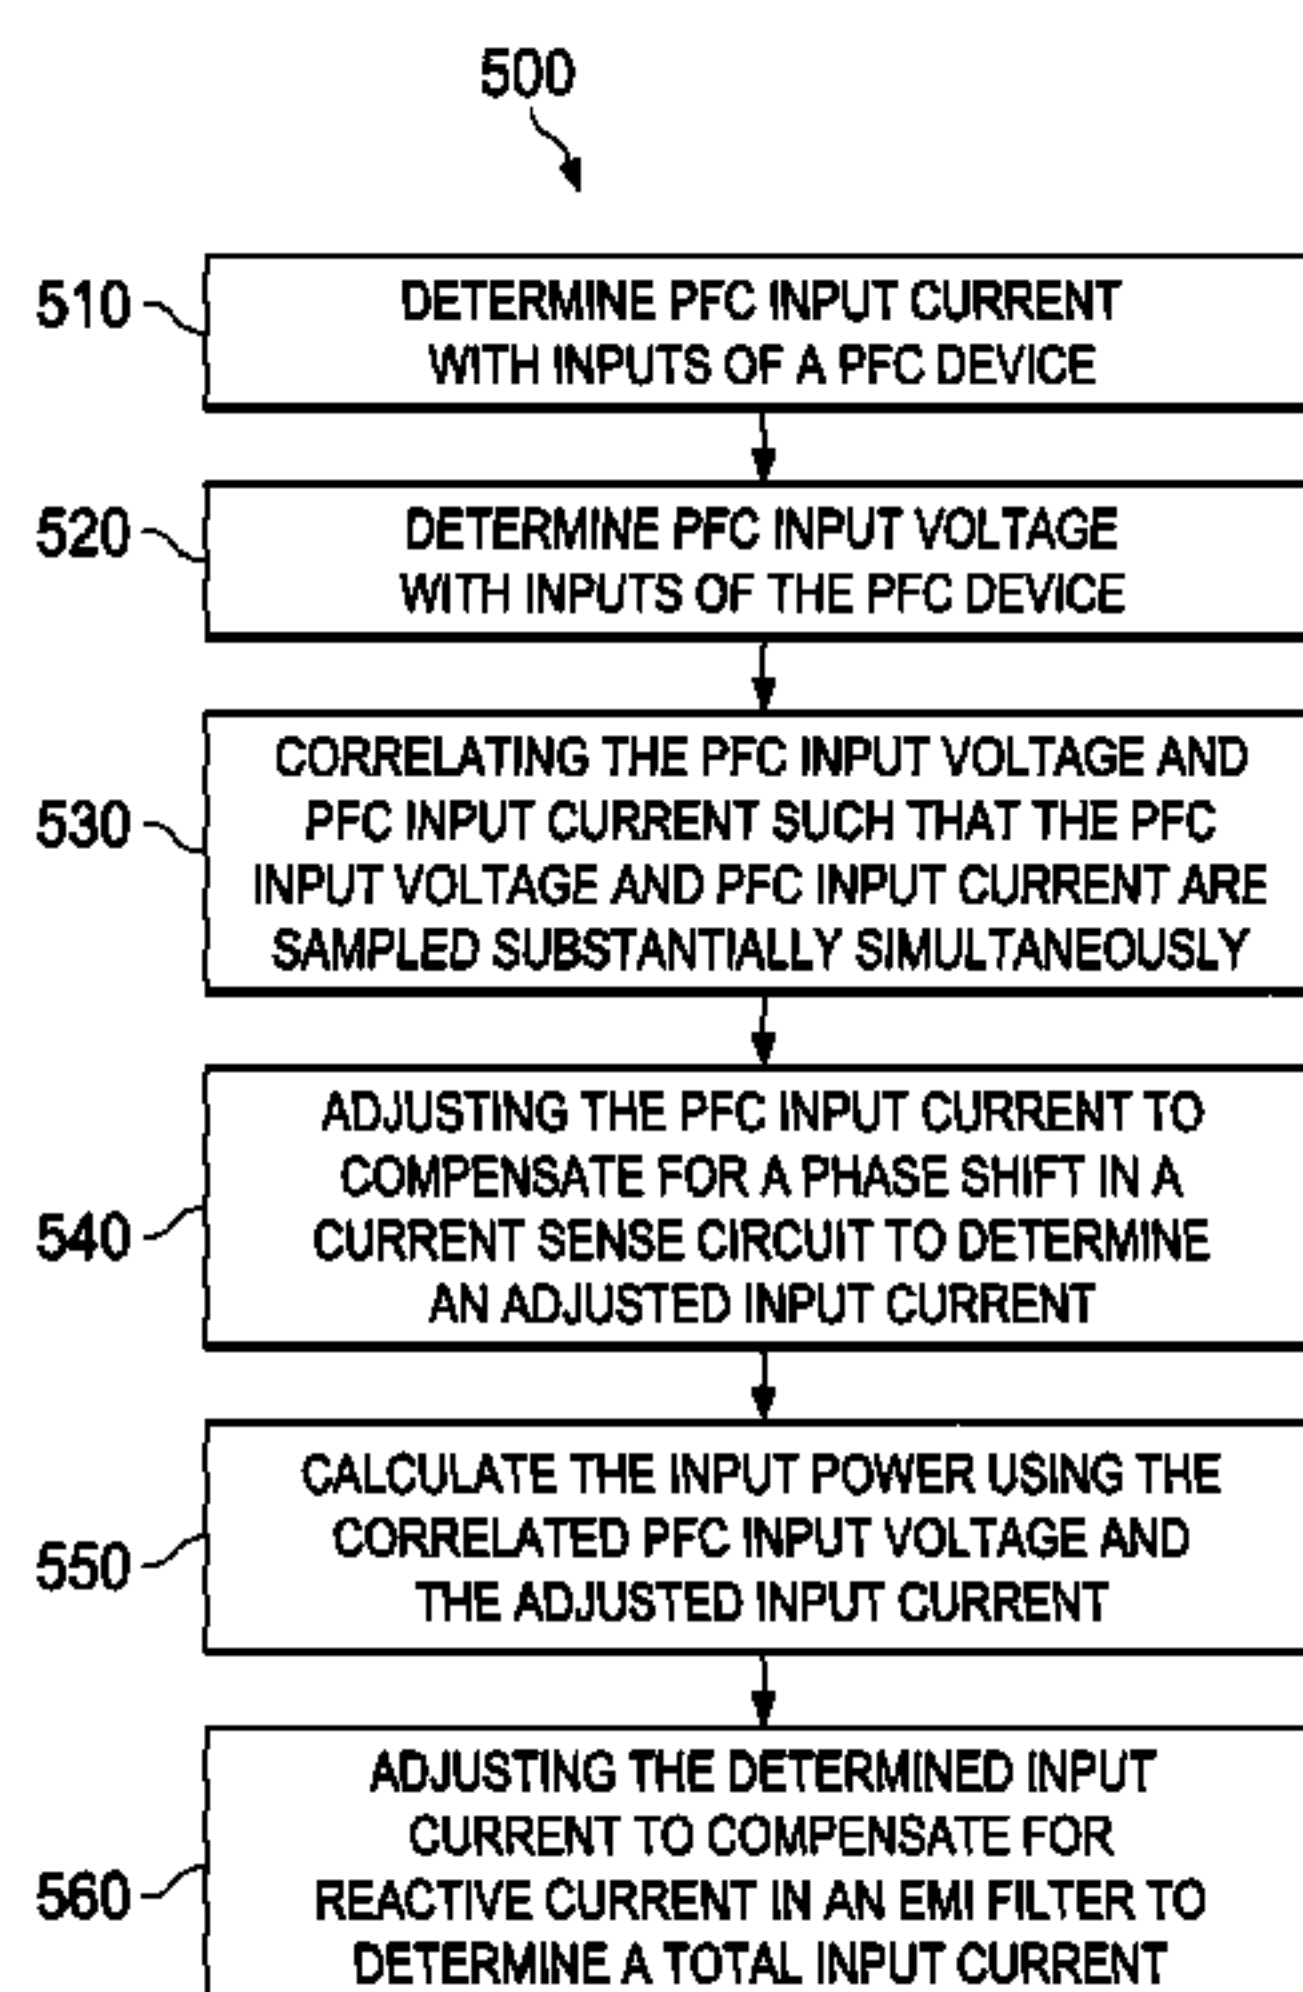 500
510
DETERMINE PFC INPUT CURRENT
WITH INPUTS OF A PFC DEVICE
520
DETERMINE PFC INPUT VOLTAGE
WITH INPUTS OF THE PFC DEVICE
530
CORRELATING THE PFC INPUT VOLTAGE AND
PFC INPUT CURRENT SUCH THAT THE PFC
INPUT VOLTAGE AND PFC INPUT CURRENT ARE
SAMPLED SUBSTANTIALLY SIMULTANEOUSLY
540
ADJUSTING THE PFC INPUT CURRENT TO
COMPENSATE FOR A PHASE SHIFT IN A
CURRENT SENSE CIRCUIT TO DETERMINE
AN ADJUSTED INPUT CURRENT
550
CALCULATE THE INPUT POWER USING THE
CORRELATED PFC INPUT VOLTAGE AND
THE ADJUSTED INPUT CURRENT
560
ADJUSTING THE DETERMINED INPUT
CURRENT TO COMPENSATE FOR
REACTIVE CURRENT IN AN EMI FILTER TO
DETERMINE A TOTAL INPUT CURRENT